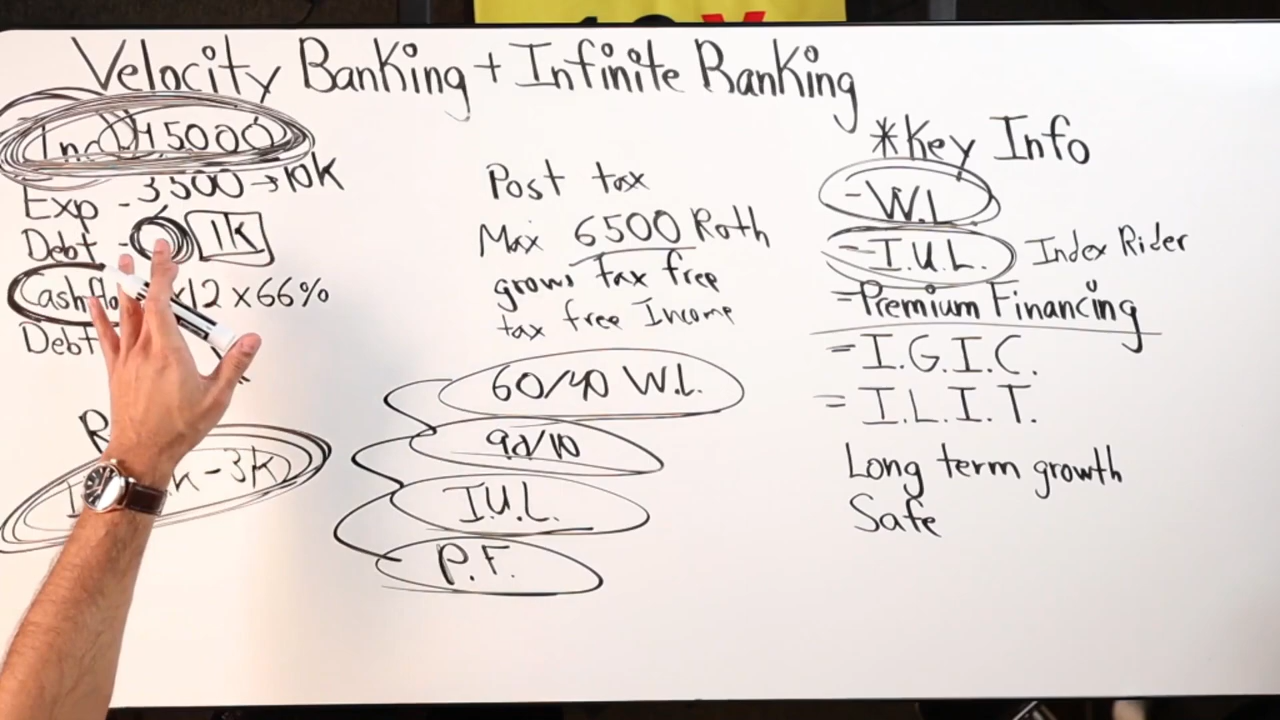 Velocity Banking + Infinite Banking
15000
Exp - 3500 → 10K
Debt - 1K
Cashflo x12 x 66%
Debt
Post tax
Max 6500 Roth
grows tax free
tax free Income
60/40 W.L.
90/10
I.U.L.
P.F.
*Key Info
- W.L
- I.U.L. Index Rider
= Premium Financing
= I.G.I.C.
= I.L.I.T.
Long term growth
Safe